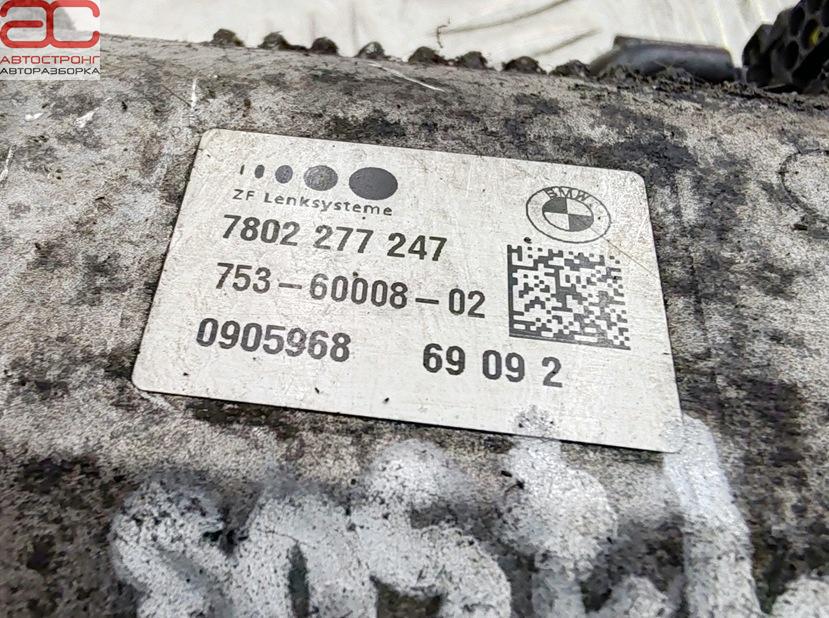 АС
АВТОСТРОНГ
АВТОРАЗБОРКА
ZF Lenksysteme
BMW
7802 277 247
753-60008-02
0905968 69 09 2